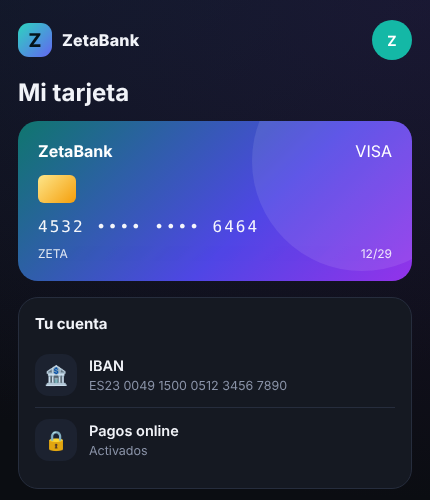 Z ZetaBank Z
Mi tarjeta
ZetaBank VISA
4532 •••• •••• 6464
ZETA 12/29
Tu cuenta
IBAN
ES23 0049 1500 0512 3456 7890
Pagos online
Activados